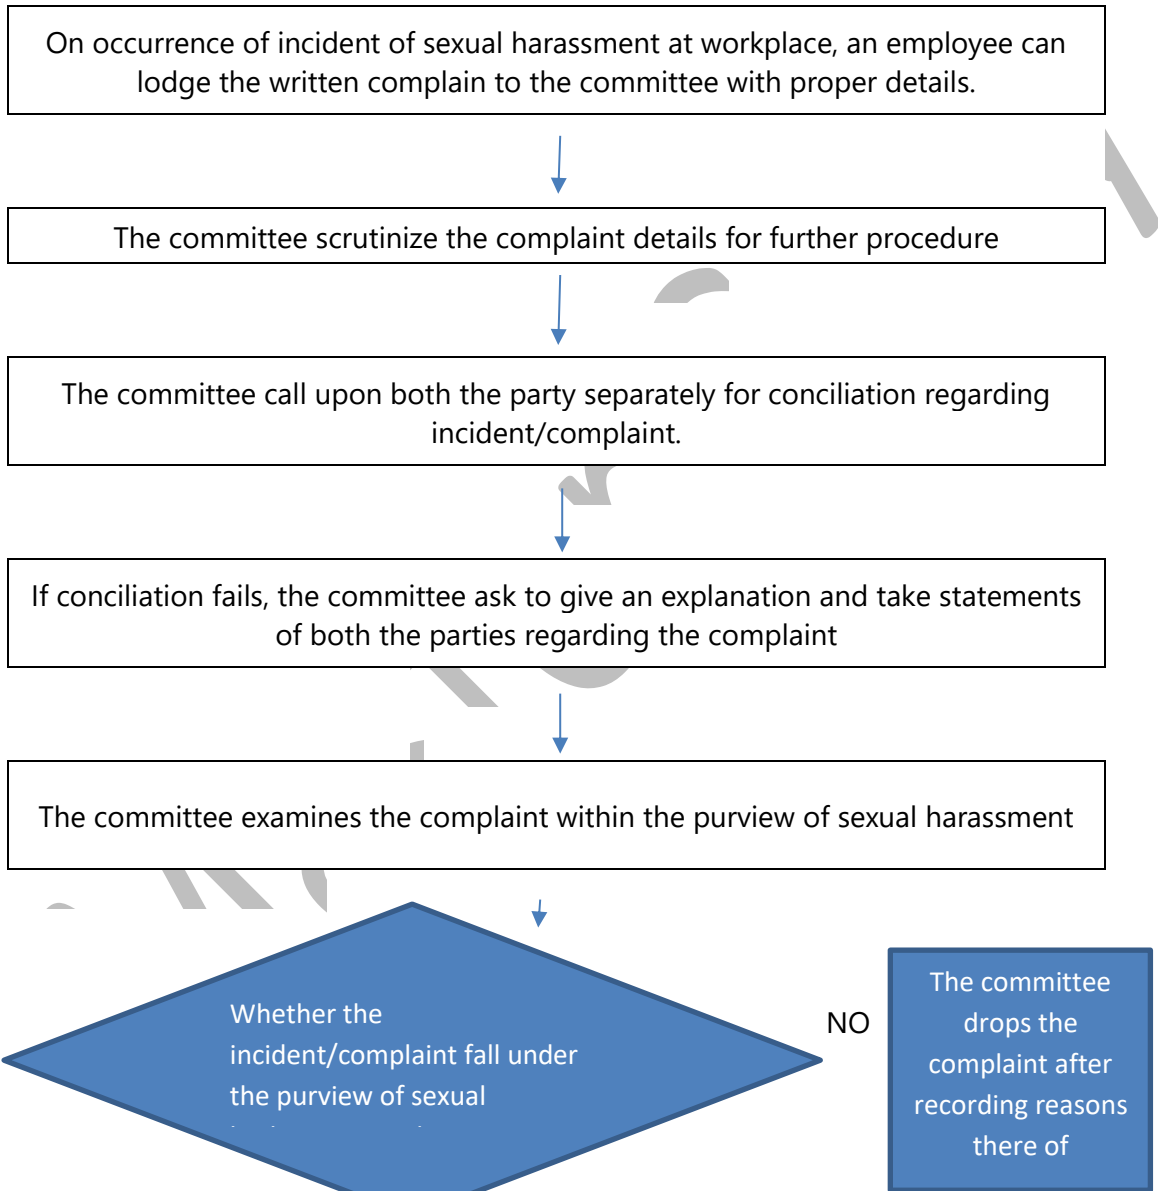 On occurrence of incident of sexual harassment at workplace, an employee can
lodge the written complain to the committee with proper details.
The committee scrutinize the complaint details for further procedure
The committee call upon both the party separately for conciliation regarding
incident/complaint.
If conciliation fails, the committee ask to give an explanation and take statements
of both the parties regarding the complaint
The committee examines the complaint within the purview of sexual harassment
Whether the
incident/complaint fall under
the purview of sexual
NO
The committee
drops the
complaint after
recording reasons
there of